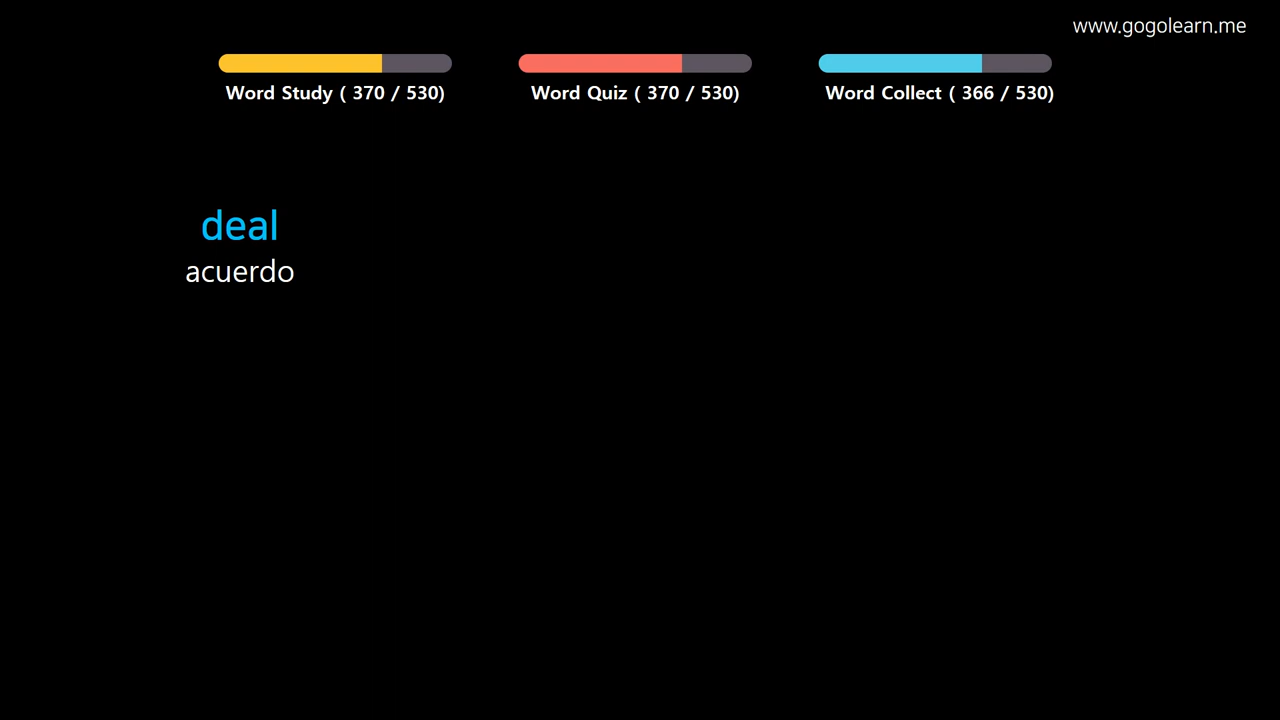 www.gogolearn.me
Word Study ( 370 / 530)
Word Quiz ( 370 / 530)
Word Collect ( 366 / 530)
deal
acuerdo